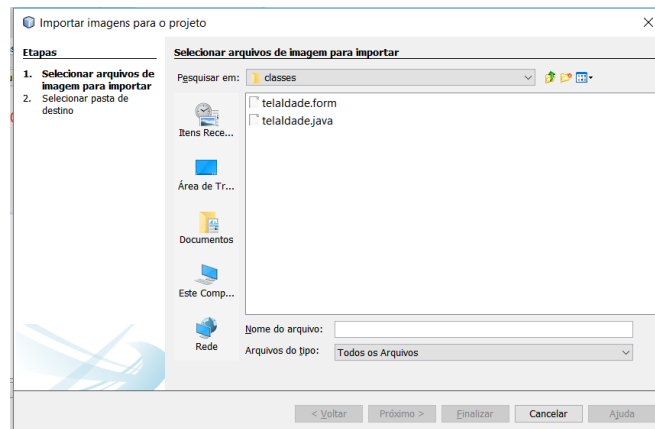 Importar imagens para o projeto
Etapas
1. Selecionar arquivos de
imagem para importar
2. Selecionar pasta de
destino
Selecionar arquivos de imagem para importar
Pesquisar em: classes
telaIdade.form
telaIdade.java
Itens Rece...
Área de Tr...
Documentos
Este Comp...
Rede
Nome do arquivo:
Arquivos do tipo: Todos os Arquivos
< Voltar Próximo > Finalizar Cancelar Ajuda